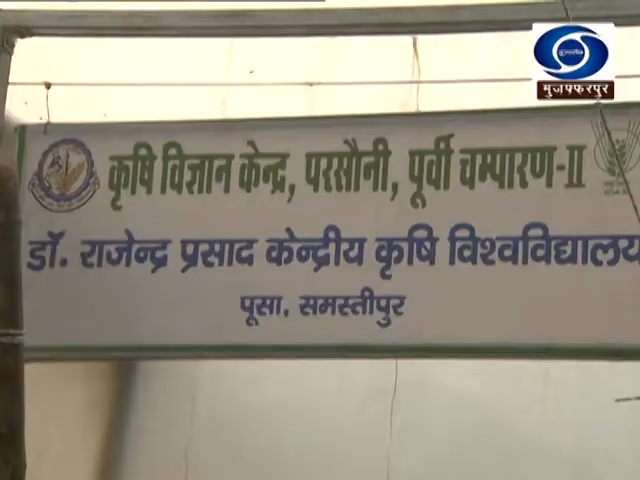 मुजफ्फरपुर
कृषि विज्ञान केन्द्र, परसौनी, पूर्वी चम्पारण-II
डॉ. राजेन्द्र प्रसाद केन्द्रीय कृषि विश्वविद्यालय
पूसा, समस्तीपुर